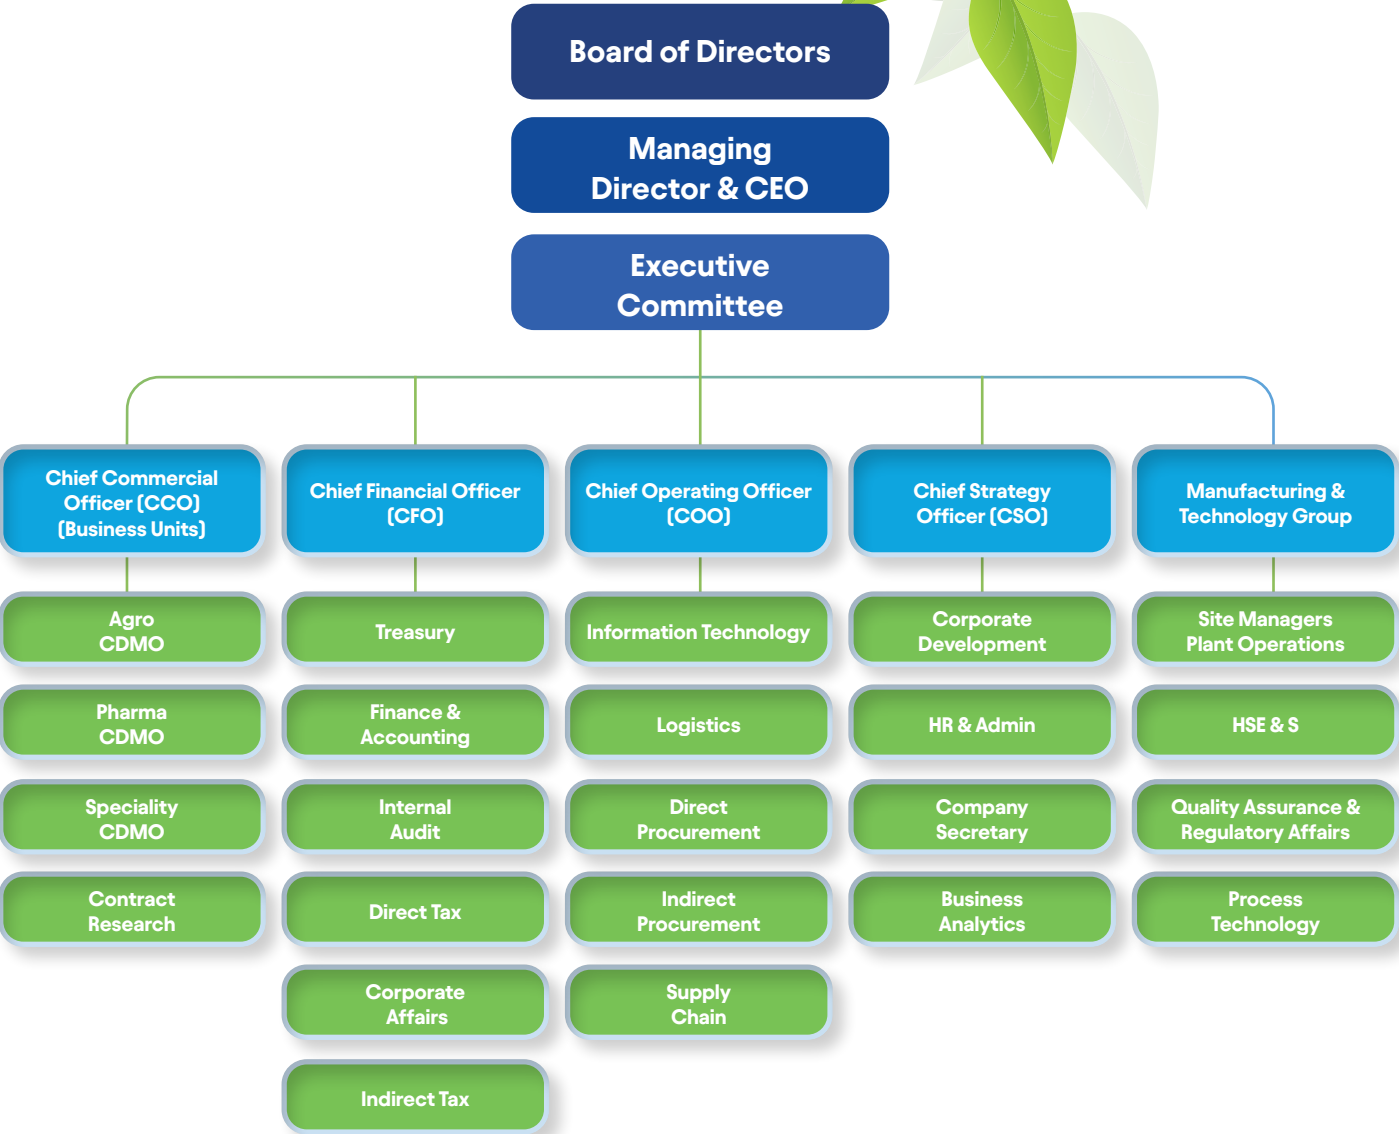 Board of Directors
Managing
Director & CEO
Executive
Committee
Chief Commercial
Officer (CCO)
(Business Units)
Chief Financial Officer
(CFO)
Chief Operating Officer
(COO)
Chief Strategy
Officer (CSO)
Manufacturing &
Technology Group
Agro
CDMO
Pharma
CDMO
Speciality
CDMO
Contract
Research
Treasury
Finance &
Accounting
Internal
Audit
Direct Tax
Corporate
Affairs
Indirect Tax
Information Technology
Logistics
Direct
Procurement
Indirect
Procurement
Supply
Chain
Corporate
Development
HR & Admin
Company
Secretary
Business
Analytics
Site Managers
Plant Operations
HSE & S
Quality Assurance &
Regulatory Affairs
Process
Technology